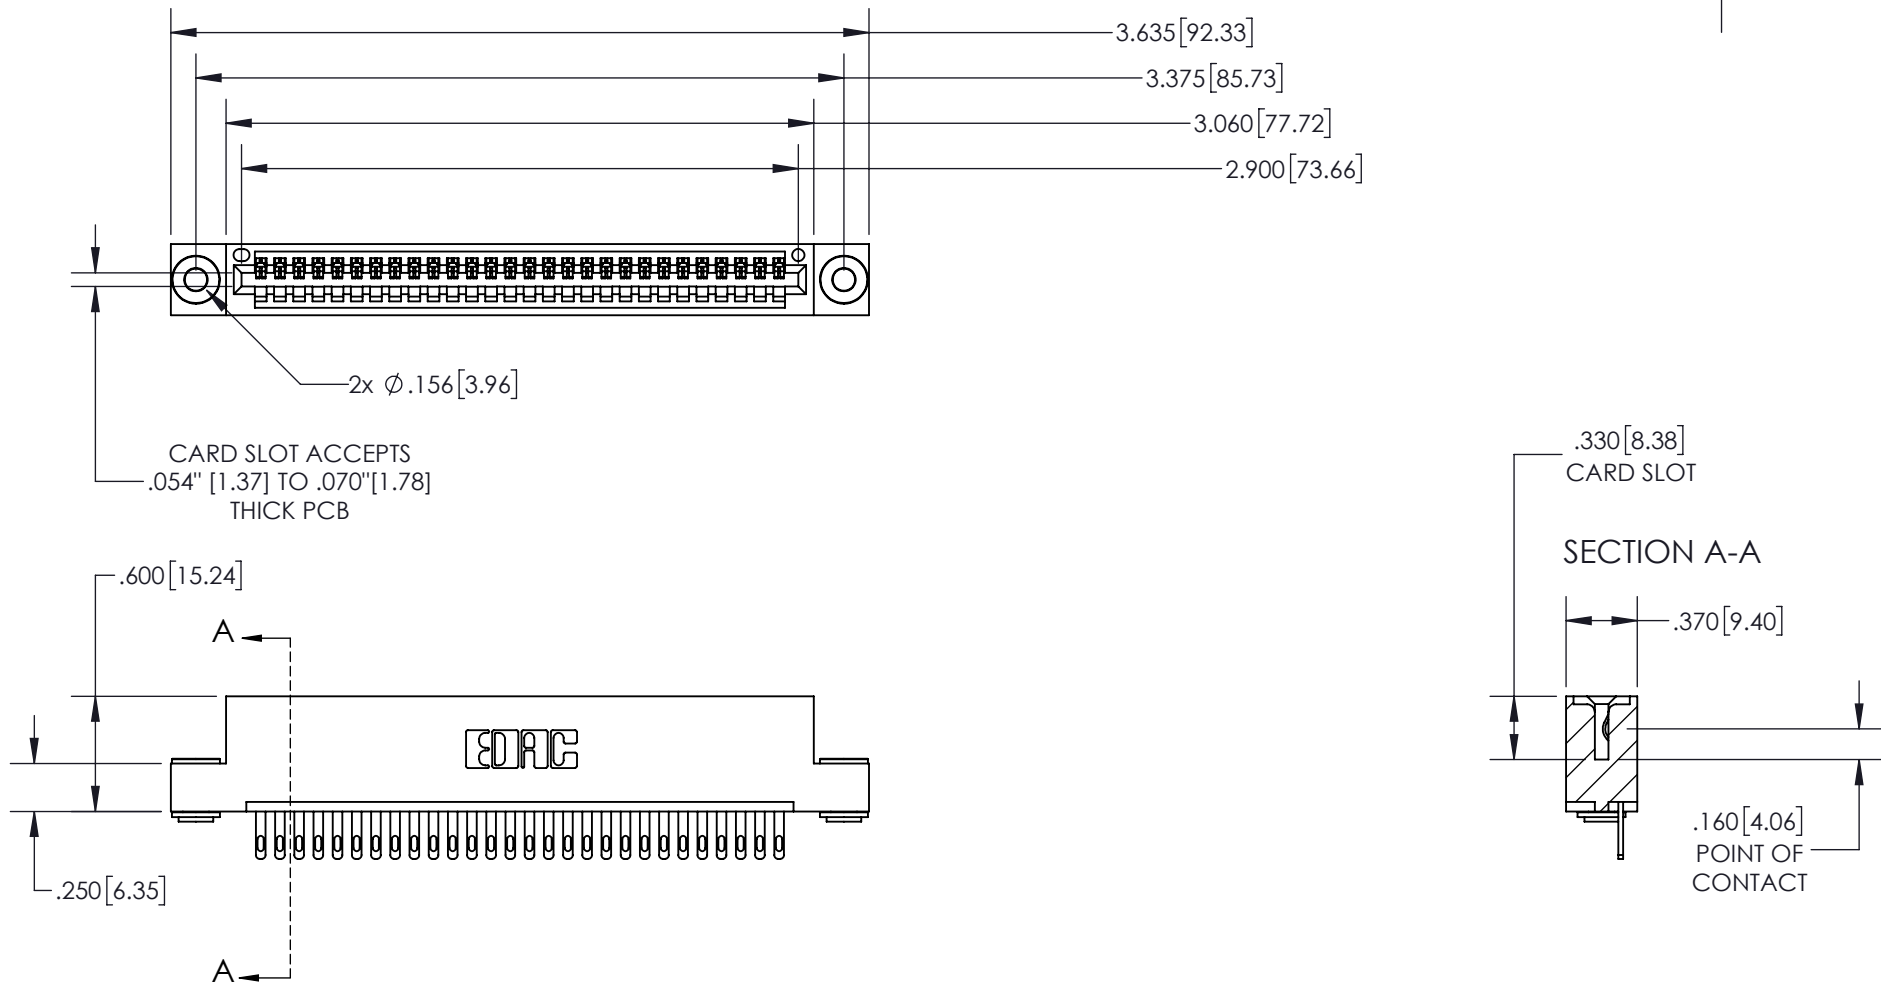 3.635[92.33]
3.375[85.73]
3.060[77.72]
2.900[73.66]
2x Ø.156[3.96]
CARD SLOT ACCEPTS
.054" [1.37] TO .070"[1.78]
THICK PCB
.330[8.38]
CARD SLOT
SECTION A-A
.600[15.24]
.370[9.40]
A
EDAC
.160[4.06]
POINT OF
CONTACT
.250[6.35]
A